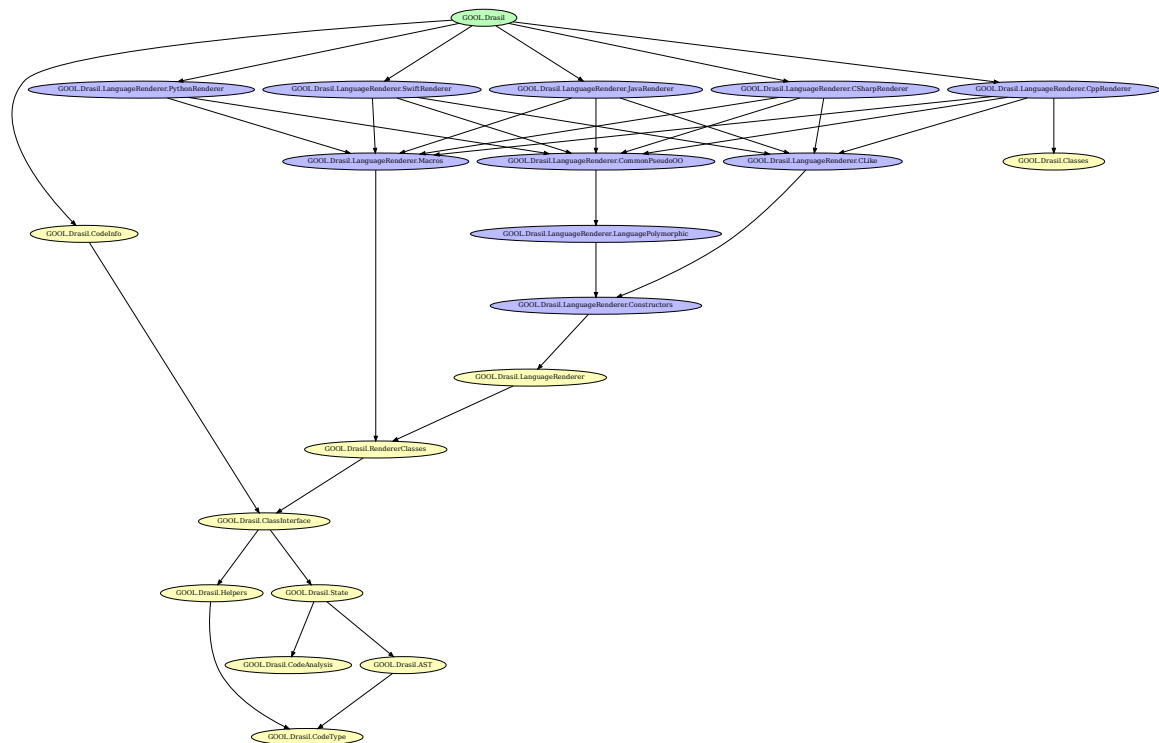 GOOL.Drasil
GOOL.Drasil.LanguageRenderer.PythonRenderer
GOOL.Drasil.LanguageRenderer.SwiftRenderer
GOOL.Drasil.LanguageRenderer.JavaRenderer
GOOL.Drasil.LanguageRenderer.CSharpRenderer
GOOL.Drasil.LanguageRenderer.CppRenderer
GOOL.Drasil.LanguageRenderer.Macros
GOOL.Drasil.LanguageRenderer.CommonPseudoOO
GOOL.Drasil.LanguageRenderer.CLike
GOOL.Drasil.Classes
GOOL.Drasil.CodeInfo
GOOL.Drasil.LanguageRenderer.LanguagePolymorphic
GOOL.Drasil.LanguageRenderer.Constructors
GOOL.Drasil.LanguageRenderer
GOOL.Drasil.RendererClasses
GOOL.Drasil.ClassInterface
GOOL.Drasil.Helpers
GOOL.Drasil.State
GOOL.Drasil.CodeAnalysis
GOOL.Drasil.AST
GOOL.Drasil.CodeType